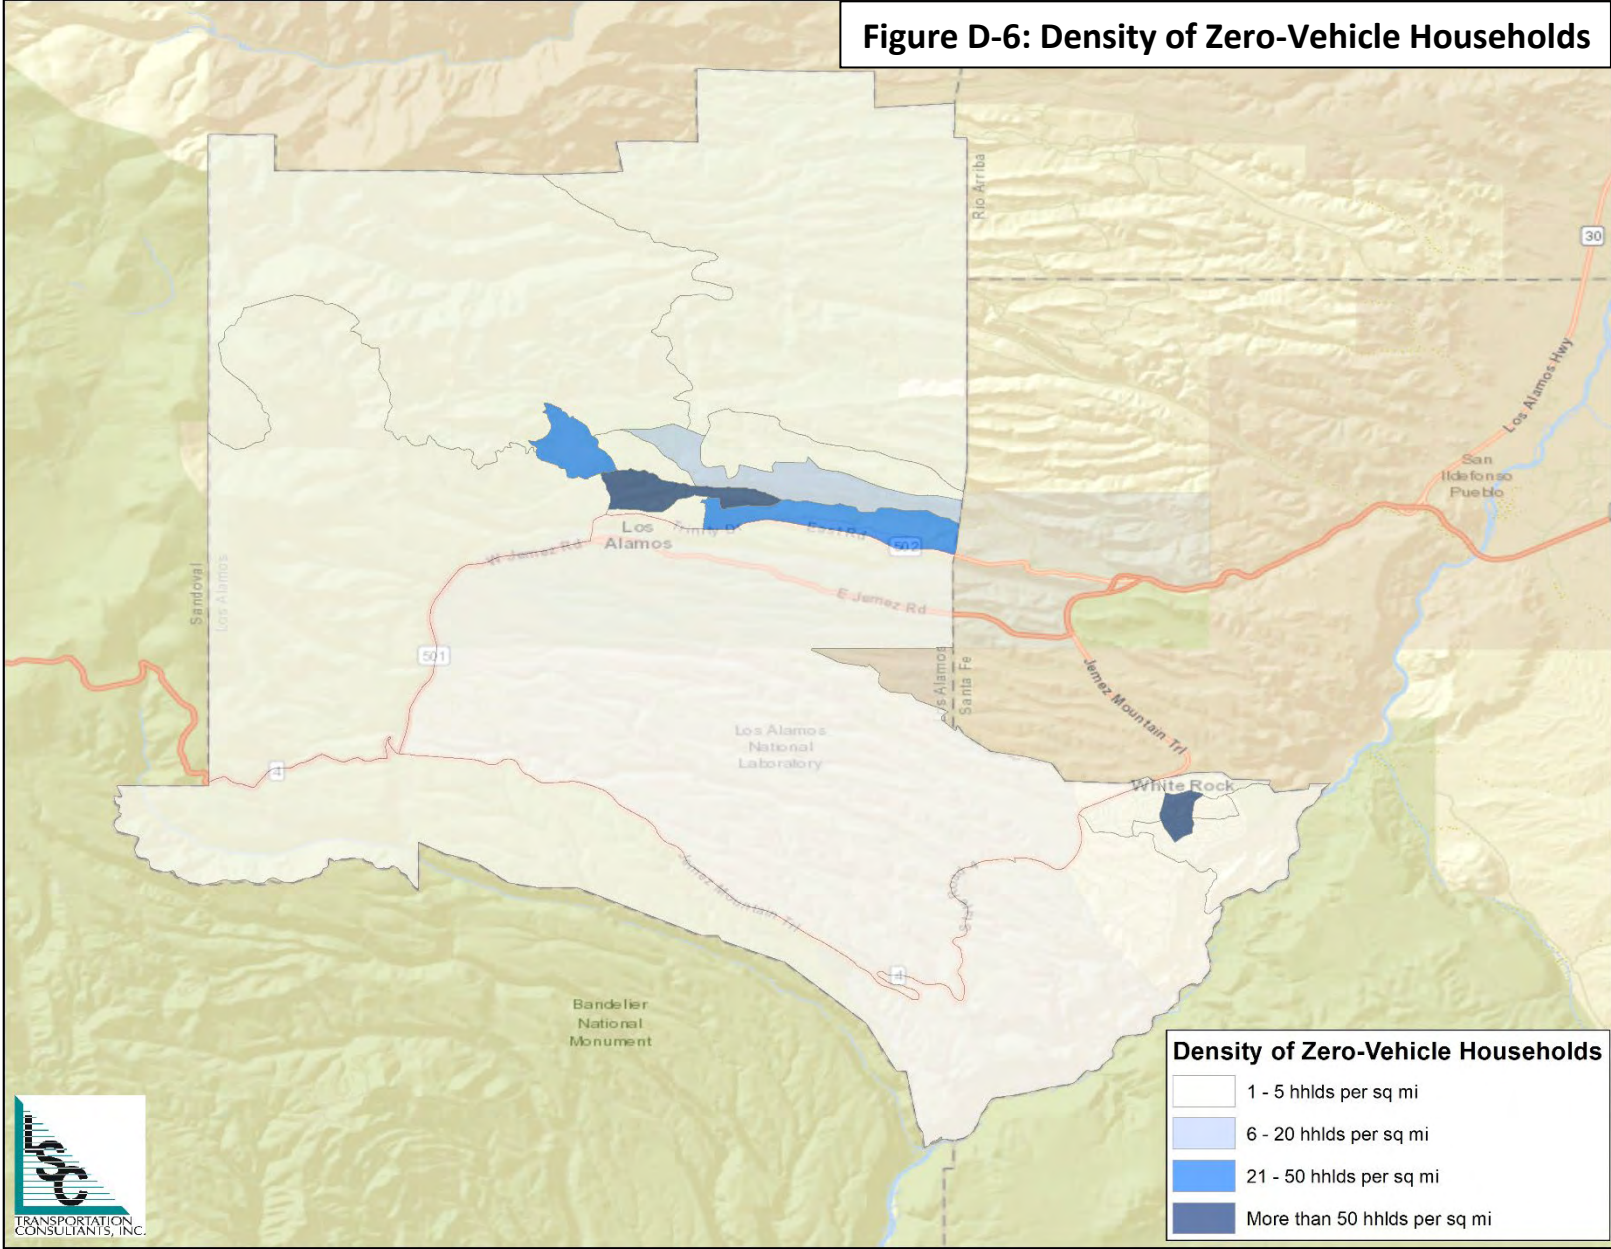 Figure D-6: Density of Zero-Vehicle Households
Rio Arriba
30
Los Alamos Hwy
San
Ildefonso
Pueblo
Los
Alamos
Trinity D
East Rd
502
W Jemez Rd
E Jemez Rd
Sandoval
Los Alamos
501
s Alamos
Santa Fe
Jemez Mountain Trl
Los Alamos
National
Laboratory
4
White Rock
Jemez Mountain Trl
4
Bandelier
National
Monument
Density of Zero-Vehicle Households
1 - 5 hhlds per sq mi
6 - 20 hhlds per sq mi
21 - 50 hhlds per sq mi
More than 50 hhlds per sq mi
LSC
TRANSPORTATION
CONSULTANTS, INC.